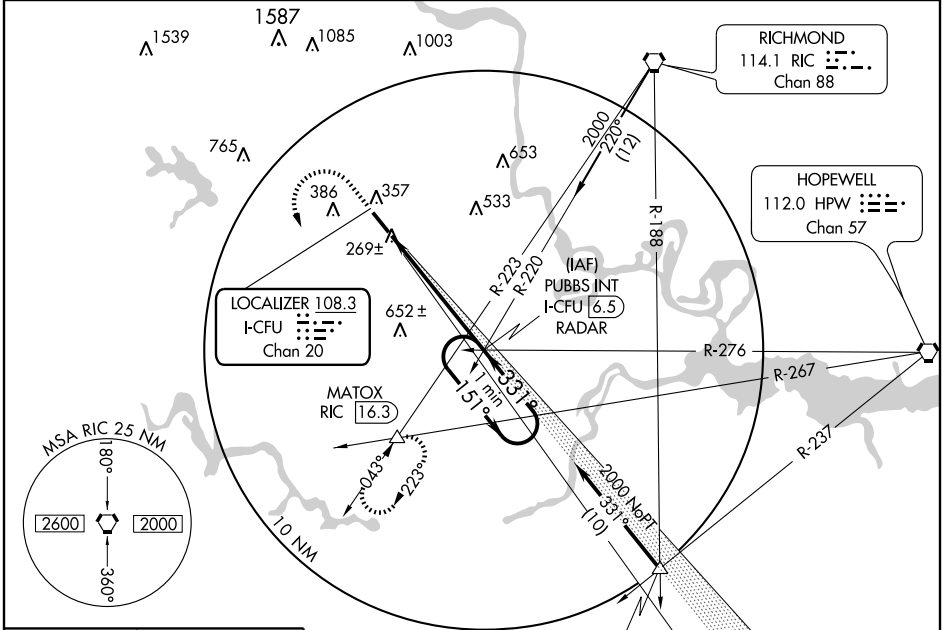 1539
1587
1085
1003
RICHMOND
114.1 RIC
Chan 88
765
653
2000
220°
(12)
HOPEWELL
112.0 HPW
Chan 57
386
357
533
R-188
269±
R-223
R-220
(IAF)
PUBBS INT
I-CFU 6.5
RADAR
LOCALIZER 108.3
I-CFU
Chan 20
652±
R-276
R-267
331°
1 min
151°
MATOX
RIC 16.3
R-237
043°
223°
MSA RIC 25 NM
180°
2600
2000
360°
10 NM
2000 NoPT
331°
(10)